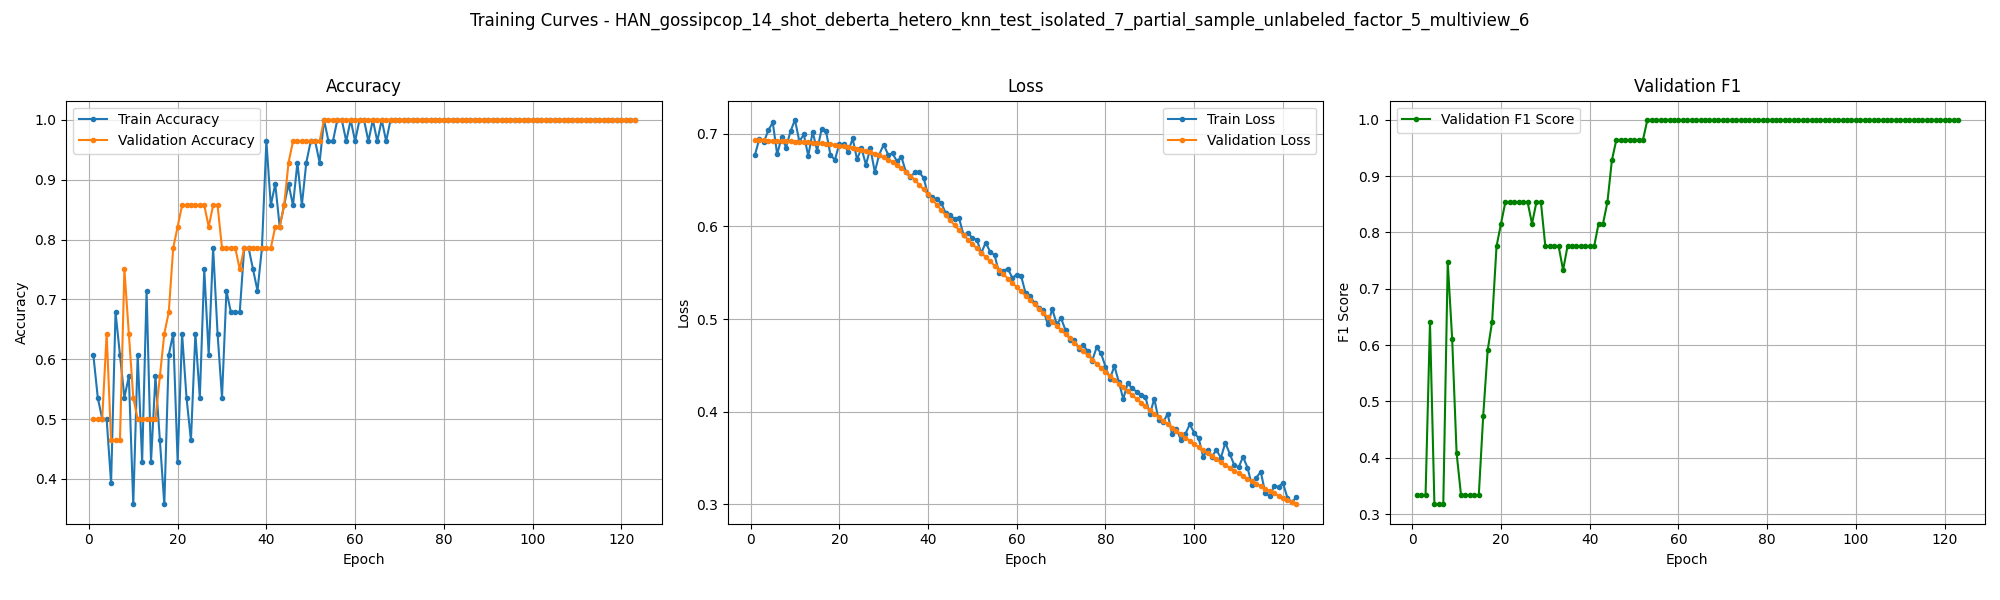 Training Curves - HAN_gossipcop_14_shot_deberta_hetero_knn_test_isolated_7_partial_sample_unlabeled_factor_5_multiview_6
Accuracy
Train Accuracy
Validation Accuracy
1.0
0.9
0.8
0.7
0.6
0.5
0.4
Accuracy
0 20 40 60 80 100 120
Epoch
Loss
Train Loss
Validation Loss
0.7
0.6
0.5
0.4
0.3
Loss
0 20 40 60 80 100 120
Epoch
Validation F1
Validation F1 Score
1.0
0.9
0.8
0.7
0.6
0.5
0.4
0.3
F1 Score
0 20 40 60 80 100 120
Epoch